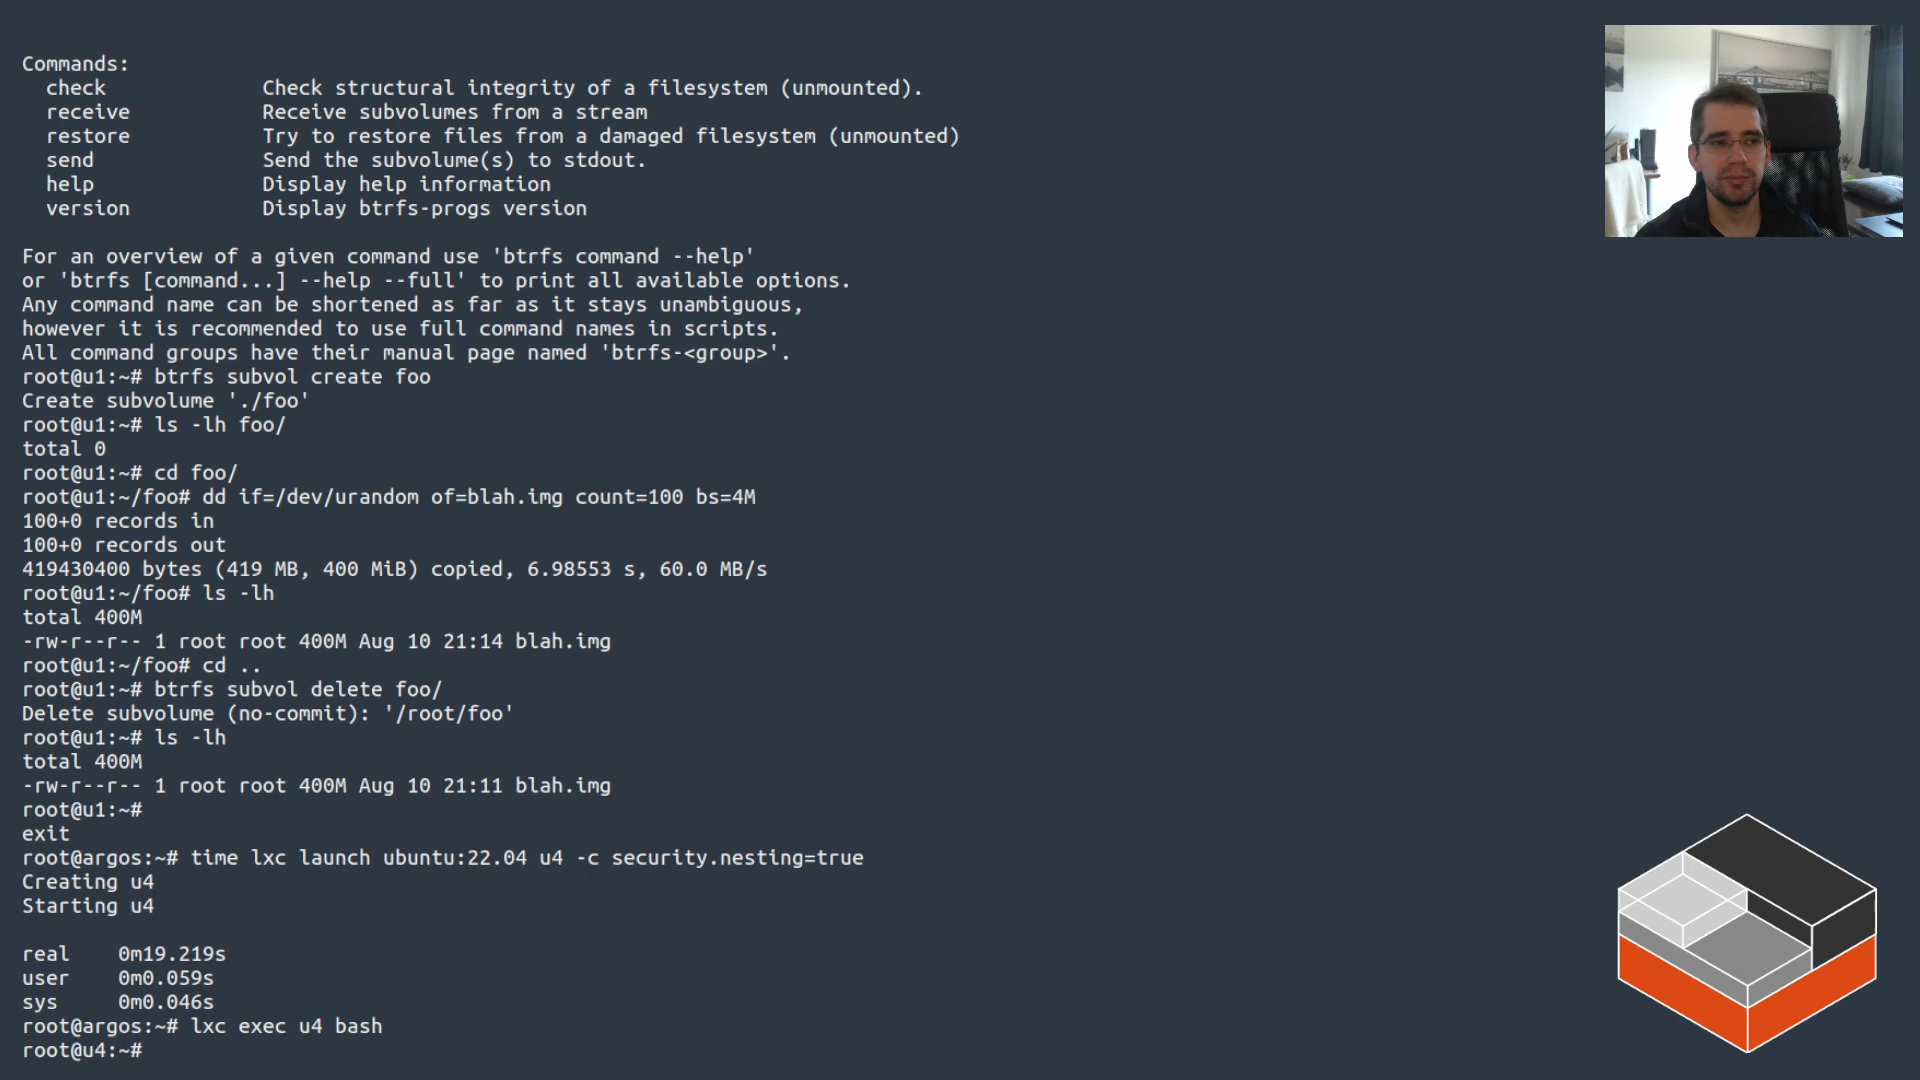 Commands:
check Check structural integrity of a filesystem (unmounted).
receive Receive subvolumes from a stream
restore Try to restore files from a damaged filesystem (unmounted)
send Send the subvolume(s) to stdout.
help Display help information
version Display btrfs-progs version
For an overview of a given command use 'btrfs command --help'
or 'btrfs [command...] --help --full' to print all available options.
Any command name can be shortened as far as it stays unambiguous,
however it is recommended to use full command names in scripts.
All command groups have their manual page named 'btrfs-<group>'.
root@u1:~# btrfs subvol create foo
Create subvolume './foo'
root@u1:~# ls -lh foo/
total 0
root@u1:~# cd foo/
root@u1:~/foo# dd if=/dev/urandom of=blah.img count=100 bs=4M
100+0 records in
100+0 records out
419430400 bytes (419 MB, 400 MiB) copied, 6.98553 s, 60.0 MB/s
root@u1:~/foo# ls -lh
total 400M
-rw-r--r-- 1 root root 400M Aug 10 21:14 blah.img
root@u1:~/foo# cd ..
root@u1:~# btrfs subvol delete foo/
Delete subvolume (no-commit): '/root/foo'
root@u1:~# ls -lh
total 400M
-rw-r--r-- 1 root root 400M Aug 10 21:11 blah.img
root@u1:~#
exit
root@argos:~# time lxc launch ubuntu:22.04 u4 -c security.nesting=true
Creating u4
Starting u4
real 0m19.219s
user 0m0.059s
sys 0m0.046s
root@argos:~# lxc exec u4 bash
root@u4:~#